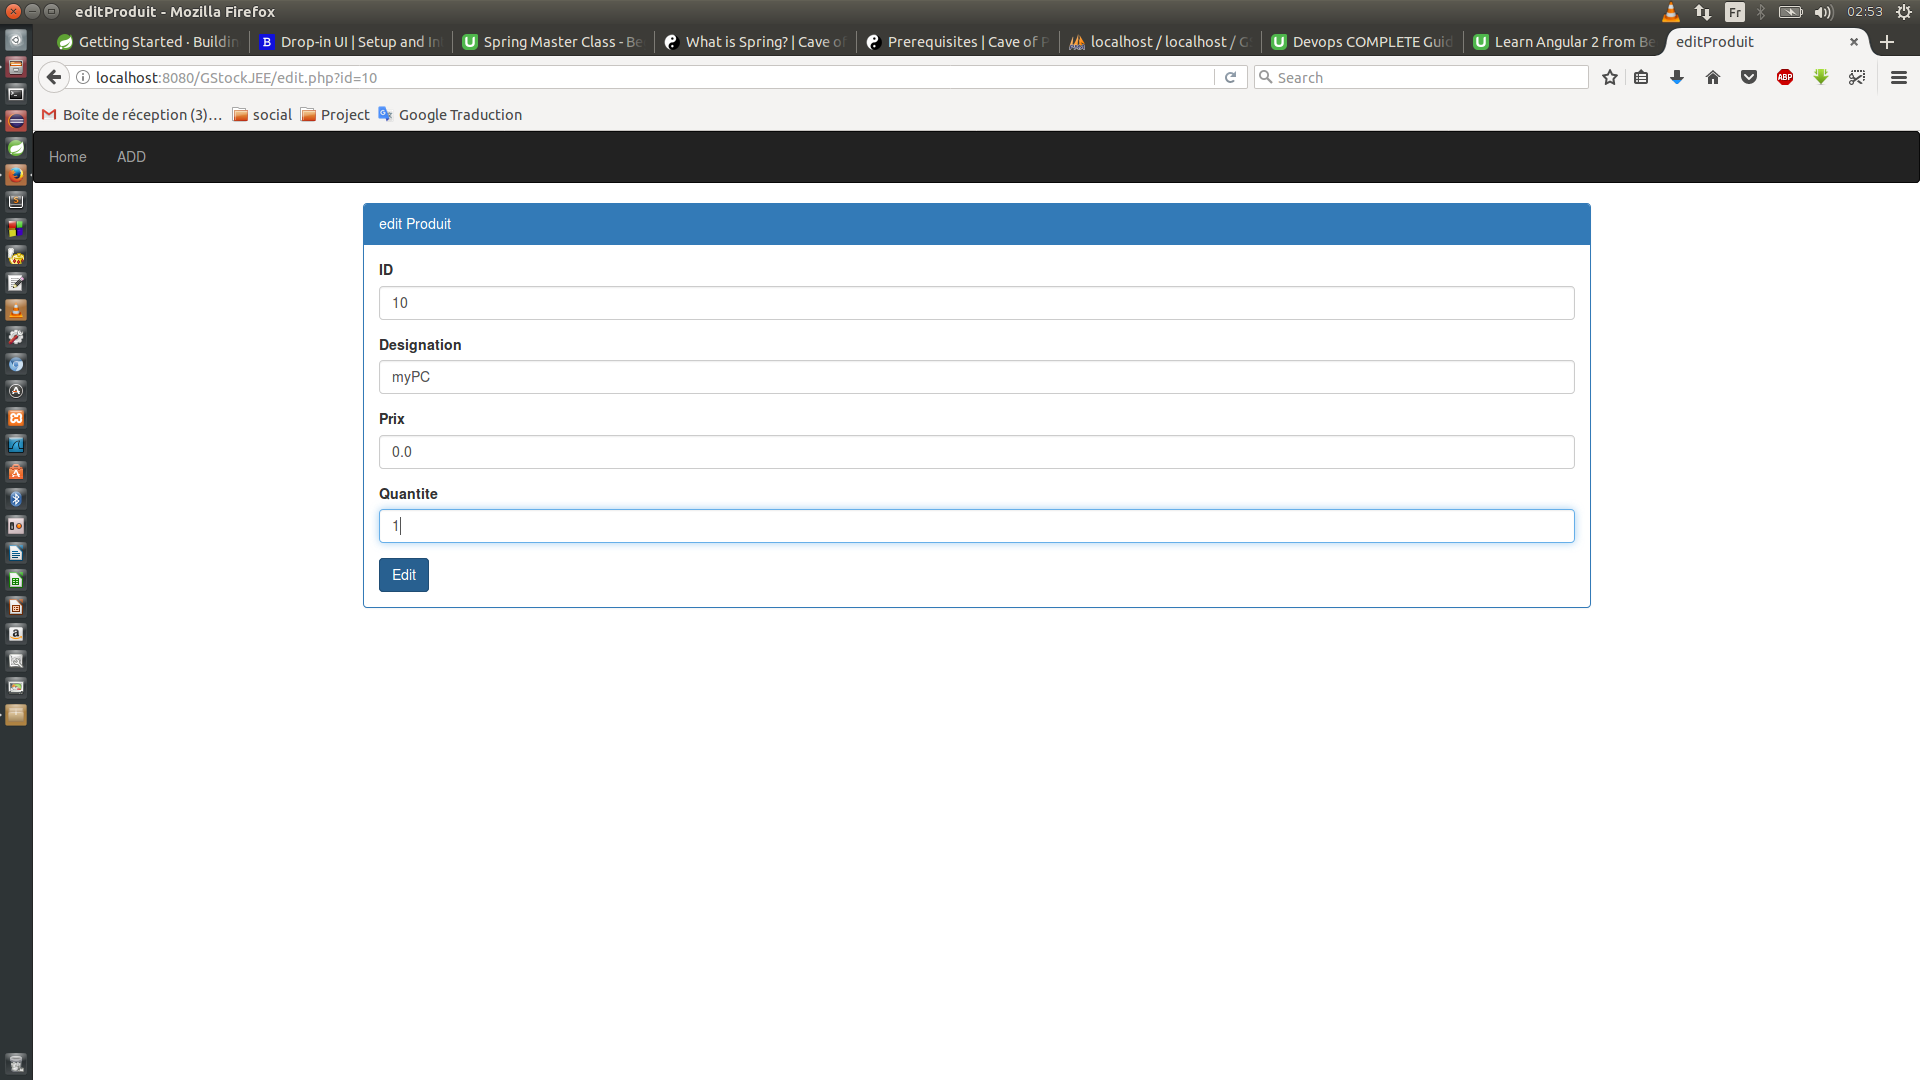 editProduit - Mozilla Firefox
Fr
02:53
Getting Started · Buildin
Drop-in UI | Setup and In
Spring Master Class - Be
What is Spring? | Cave of
Prerequisites | Cave of P
localhost / localhost / G
Devops COMPLETE Guid
Learn Angular 2 from Be
editProduit
localhost:8080/GStockJEE/edit.php?id=10
Search
ABP
Boîte de réception (3)...
social
Project
Google Traduction
Home
ADD
edit Produit
ID
10
Designation
myPC
Prix
0.0
Quantite
1
Edit